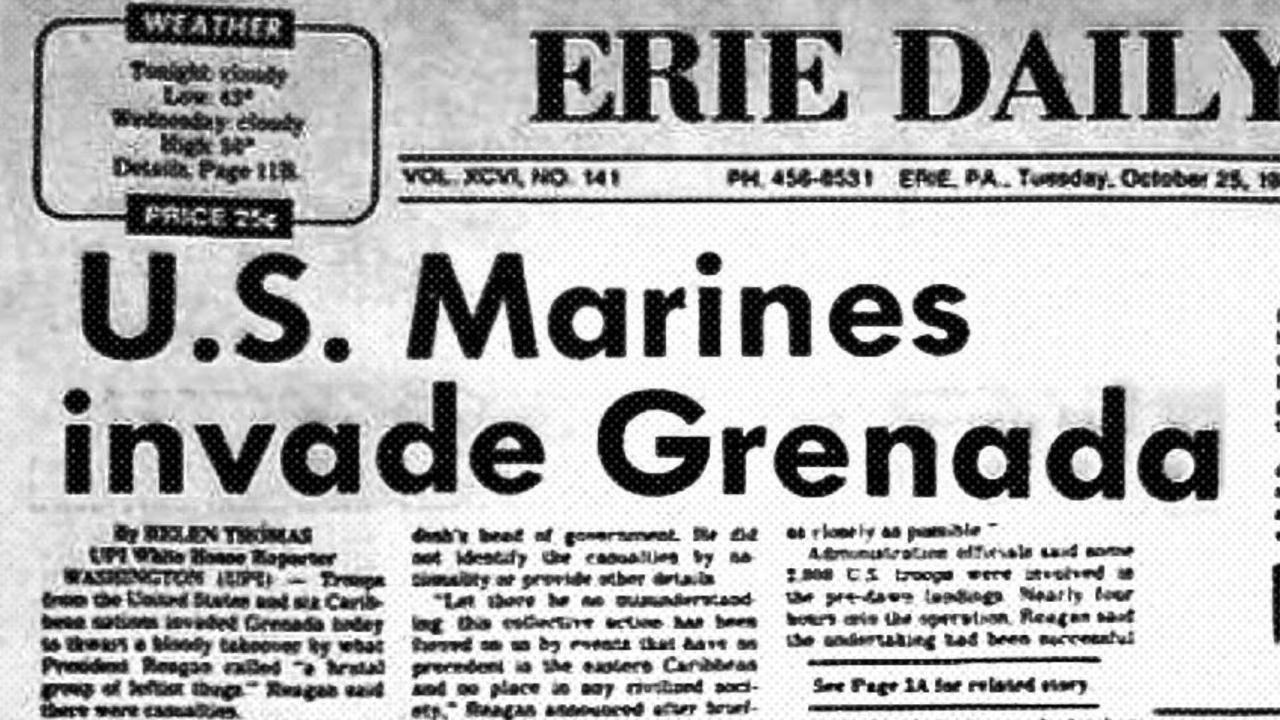 WEATHER
Tonight: cloudy
Low: 43°
Wednesday: cloudy
High:
Details, Page 11B.
PRICE 25¢
ERIE DAILY
VOL. XCVI, NO. 141 PH. 456-8531 ERIE, PA., Tuesday, October 25, 19
U.S. Marines
invade Grenada
By HELEN THOMAS
UPI White House Reporter
WASHINGTON (UPI) — Troops
from the United States and six Carib-
bean nations invaded Grenada today
to thwart a bloody takeover by what
President Reagan called "a brutal
group of leftist thugs." Reagan said
there were casualties.
head of government. He did
not identify the casualties by na-
tionality or provide other details.
"Let there be no misunderstand-
ing this collective action has been
forced on us by events that have no
precedent in the eastern Caribbean
and no place in any civilized soci-
ety," Reagan announced after brief-
as closely as possible."
Administration officials said some
U.S. troops were involved in
the pre-dawn landings. Nearly four
hours into the operation, Reagan said
the undertaking had been successful
See Page 2A for related story